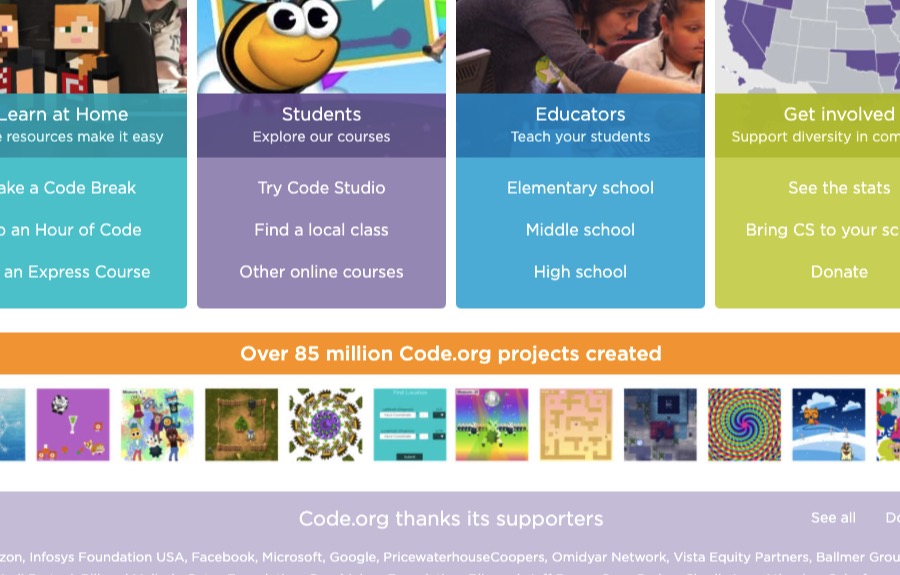 Learn at Home
resources make it easy
ake a Code Break
an Hour of Code
an Express Course
Students
Explore our courses
Try Code Studio
Find a local class
Other online courses
Educators
Teach your students
Elementary school
Middle school
High school
Get involved
Support diversity in com
See the stats
Bring CS to your sc
Donate
Over 85 million Code.org projects created
Code.org thanks its supporters
See all
zon, Infosys Foundation USA, Facebook, Microsoft, Google, PricewaterhouseCoopers, Omidyar Network, Vista Equity Partners, Ballmer Grou